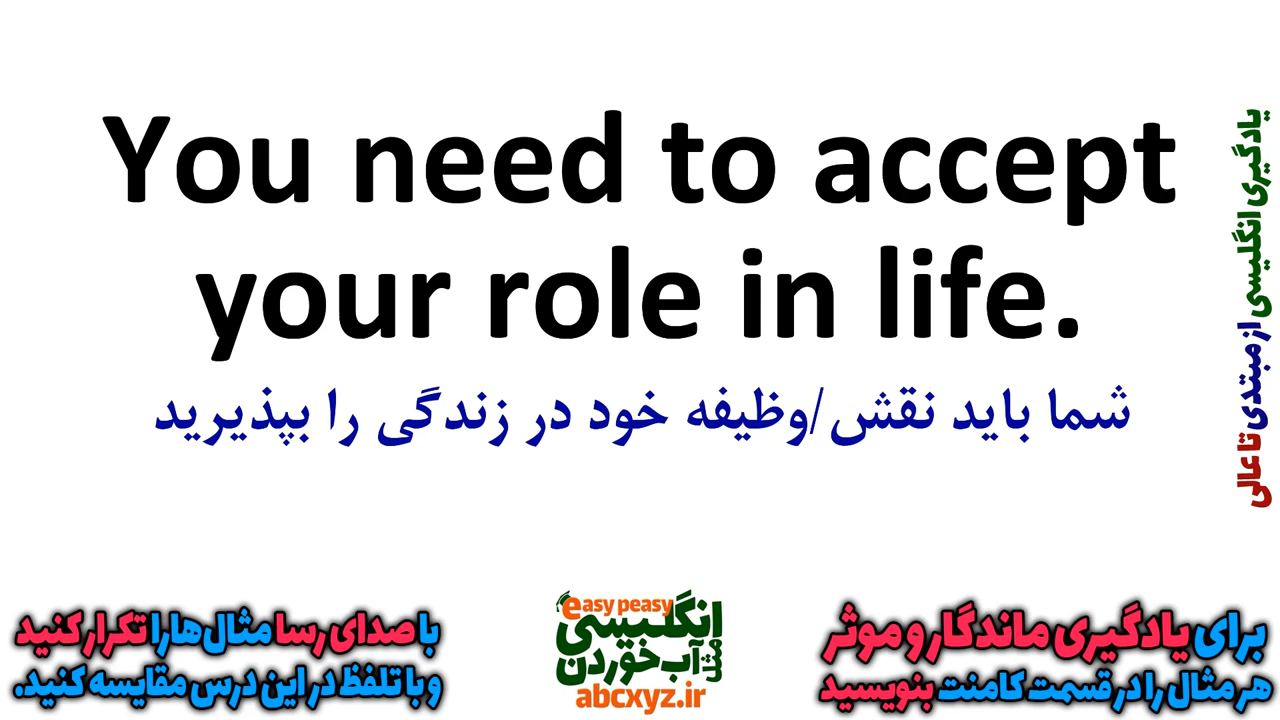 You need to accept
your role in life.
شما باید نقش/وظیفه خود در زندگی را بپذیرید
یادگیری انگلیسی از مبتدی تا عالی
برای یادگیری ماندگار و موثر
هر مثال را در قسمت کامنت بنویسید
easy peasy
انگلیسی
مثل
آب خوردن
abcxyz.ir
با صدای رسا مثال‌ها را تکرار کنید
و با تلفظ در این درس مقایسه کنید.